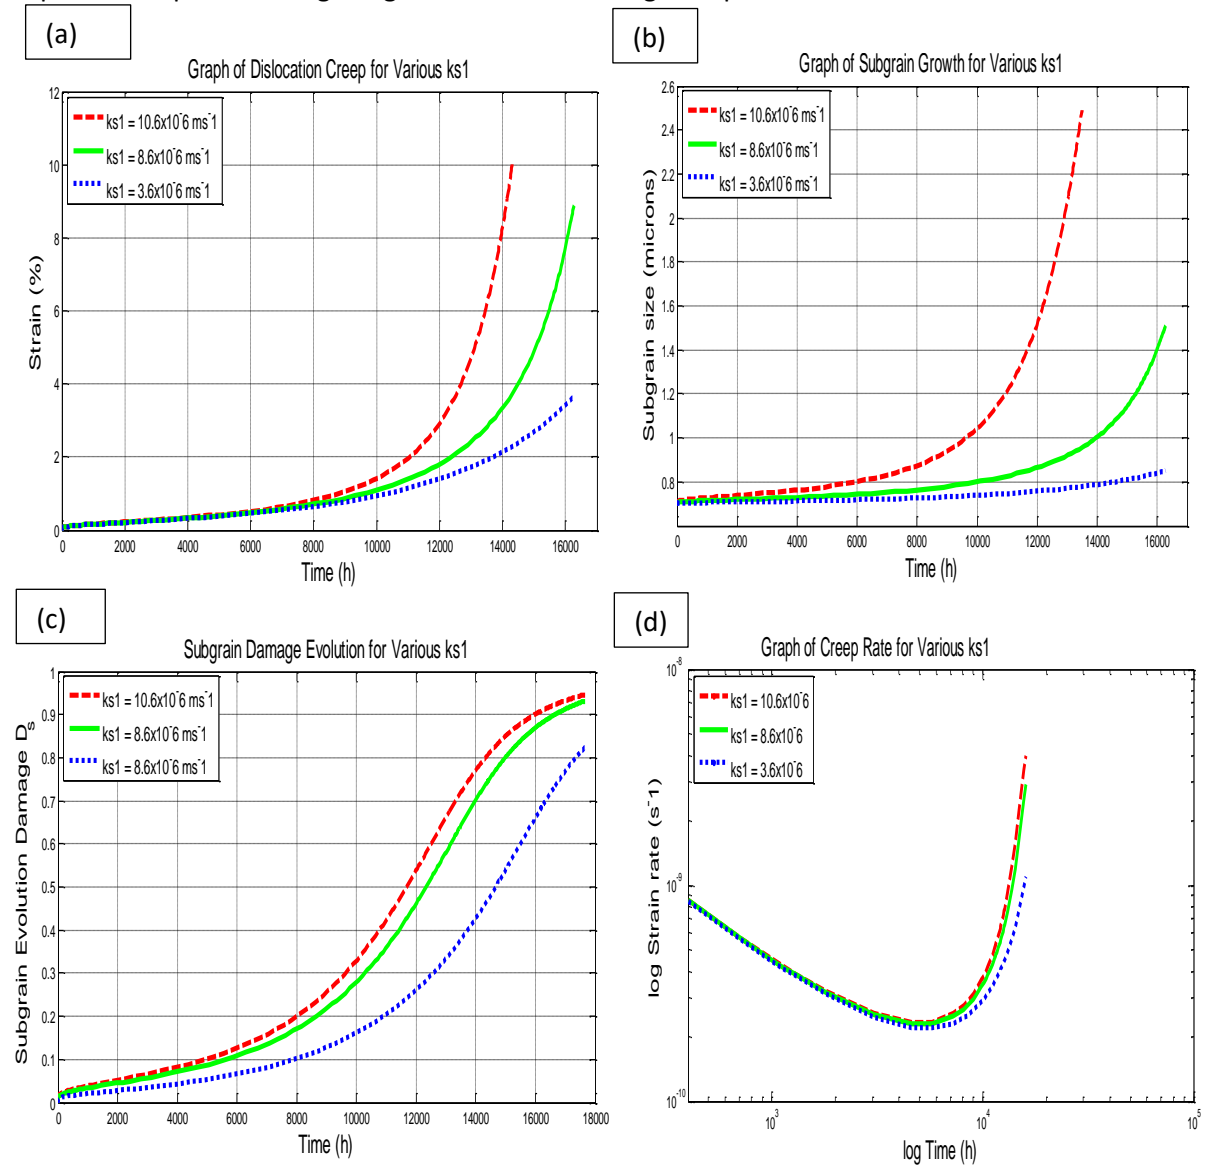 (a)
Graph of Dislocation Creep for Various ks1
12
10
8
6
4
2
0
Strain (%)
ks1 = 10.6x10^-6 ms^-1
ks1 = 8.6x10^-6 ms^-1
ks1 = 3.6x10^-6 ms^-1
0 2000 4000 6000 8000 10000 12000 14000 16000
Time (h)
(b)
Graph of Subgrain Growth for Various ks1
2.6
2.4
2.2
2
1.8
1.6
1.4
1.2
1
0.8
Subgrain size (microns)
ks1 = 10.6x10^-6 ms^-1
ks1 = 8.6x10^-6 ms^-1
ks1 = 3.6x10^-6 ms^-1
0 2000 4000 6000 8000 10000 12000 14000 16000
Time (h)
(c)
Subgrain Damage Evolution for Various ks1
1
0.9
0.8
0.7
0.6
0.5
0.4
0.3
0.2
0.1
0
Subgrain Evolution Damage D_s
ks1 = 10.6x10^-6 ms^-1
ks1 = 8.6x10^-6 ms^-1
ks1 = 8.6x10^-6 ms^-1
0 2000 4000 6000 8000 10000 12000 14000 16000 18000
Time (h)
(d)
Graph of Creep Rate for Various ks1
10^-8
10^-9
10^-10
log Strain rate (s^-1)
ks1 = 10.6x10^-6
ks1 = 8.6x10^-6
ks1 = 3.6x10^-6
10^3 10^4 10^5
log Time (h)